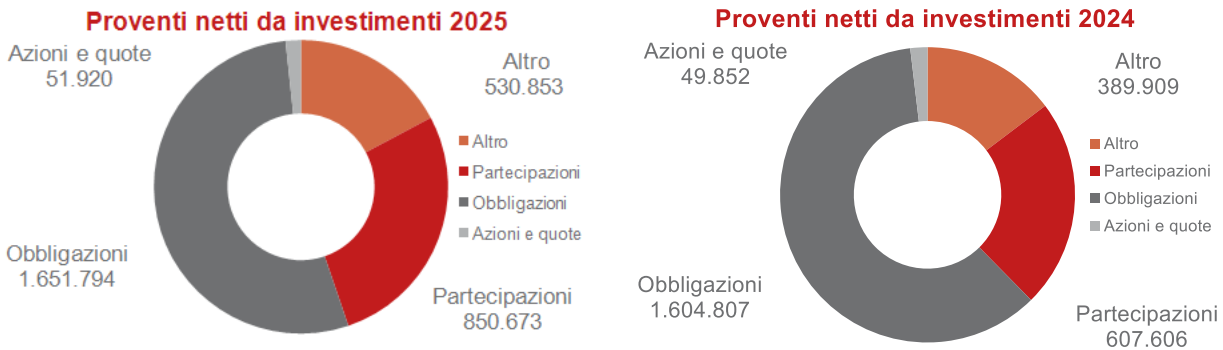 Proventi netti da investimenti 2025
Azioni e quote
51.920
Altro
530.853
Altro
Partecipazioni
Obbligazioni
Azioni e quote
Obbligazioni
1.651.794
Partecipazioni
850.673
Proventi netti da investimenti 2024
Azioni e quote
49.852
Altro
389.909
Altro
Partecipazioni
Obbligazioni
Azioni e quote
Obbligazioni
1.604.807
Partecipazioni
607.606